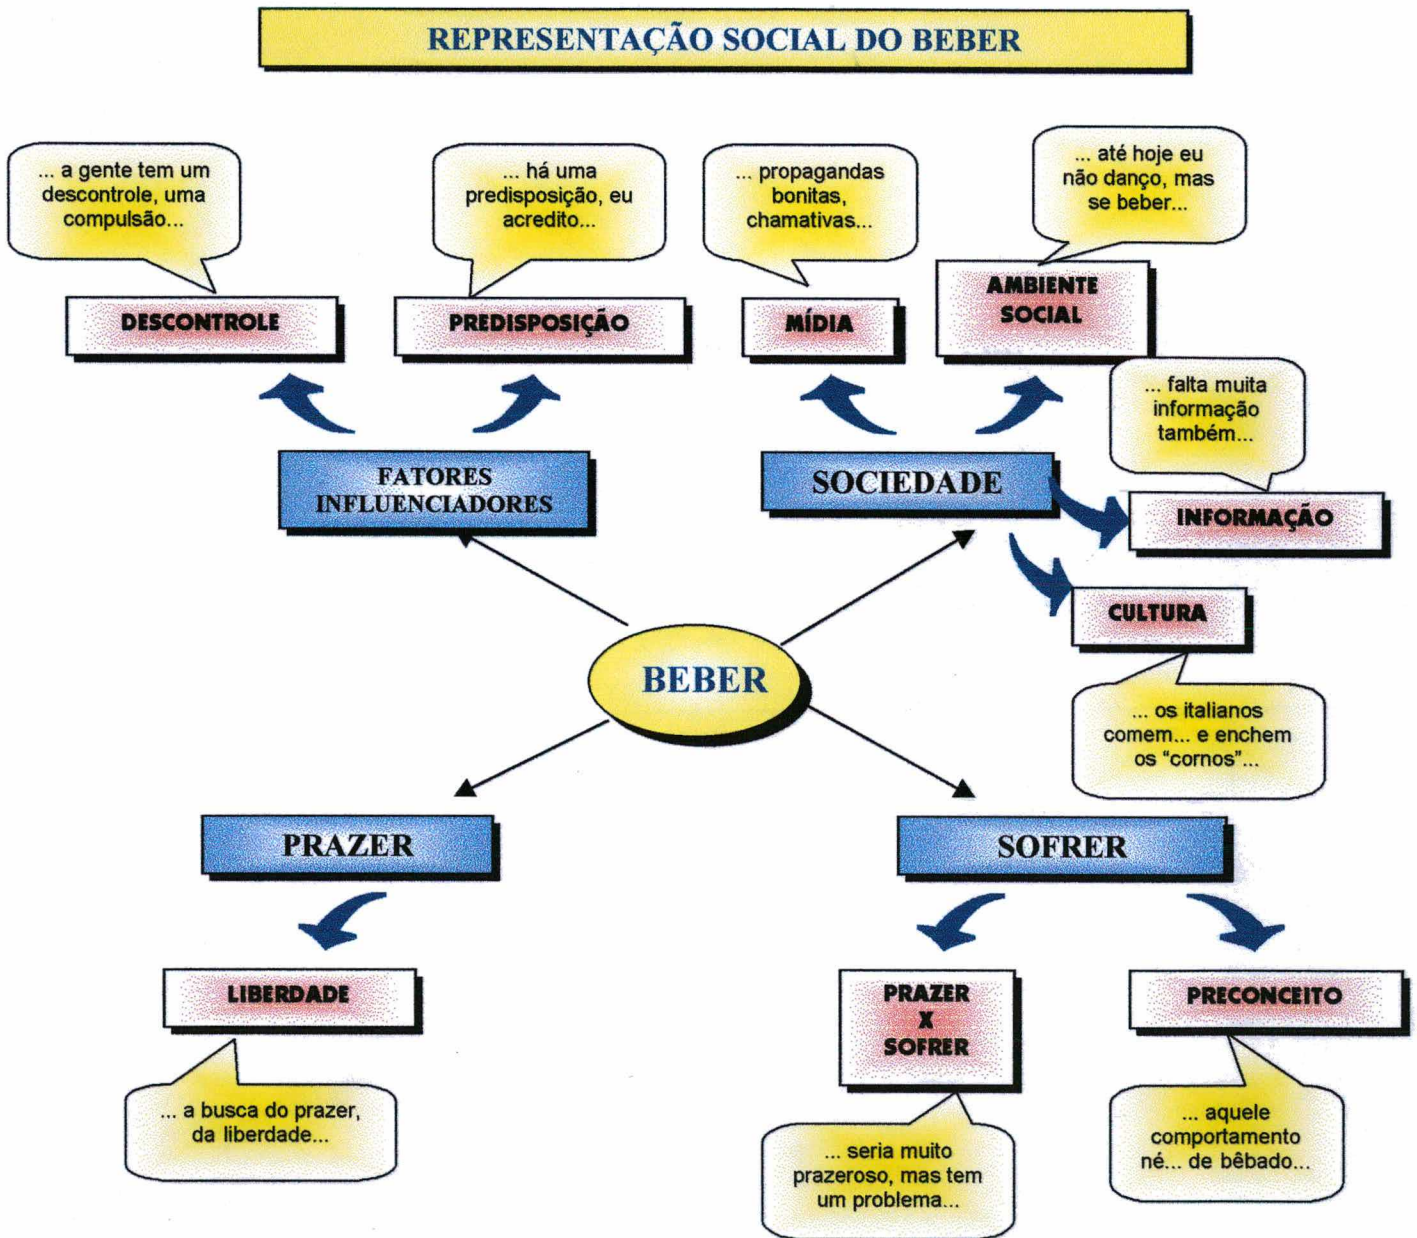 REPRESENTAÇÃO SOCIAL DO BEBER
... a gente tem um
descontrole, uma
compulsão...
... há uma
predisposição, eu
acredito...
... propagandas
bonitas,
chamativas...
... até hoje eu
não danço, mas
se beber...
DESCONTROLE
PREDISPOSIÇÃO
MÍDIA
AMBIENTE
SOCIAL
... falta muita
informação
também...
FATORES
INFLUENCIADORES
SOCIEDADE
INFORMAÇÃO
CULTURA
BEBER
... os italianos
comem... e enchem
os “cornos”...
PRAZER
SOFRER
LIBERDADE
PRAZER
X
SOFRER
PRECONCEITO
... a busca do prazer,
da liberdade...
... seria muito
prazeroso, mas tem
um problema...
... aquele
comportamento
né... de bêbado...